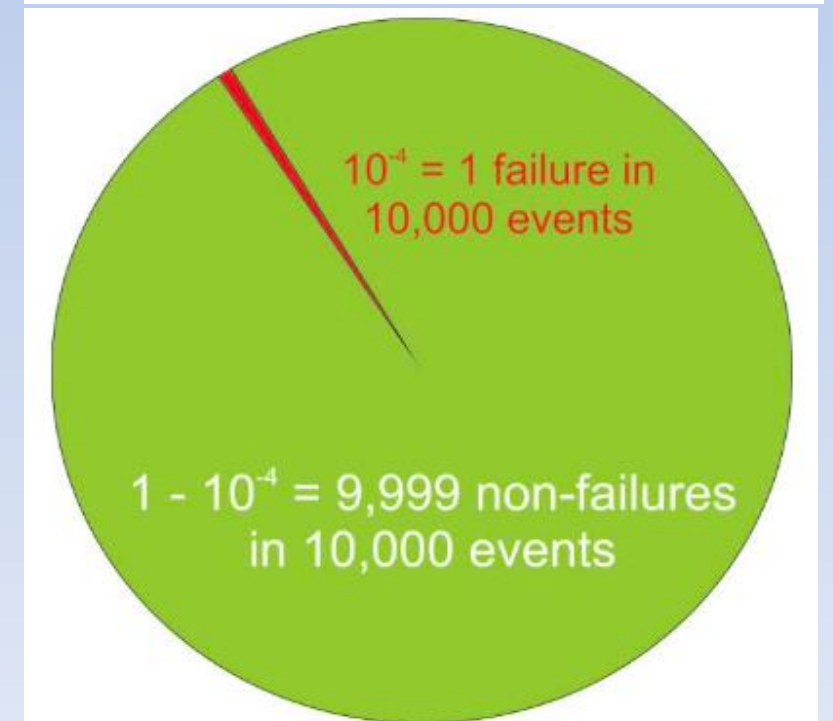 10⁻⁴ = 1 failure in
10,000 events
1 - 10⁻⁴ = 9,999 non-failures
in 10,000 events